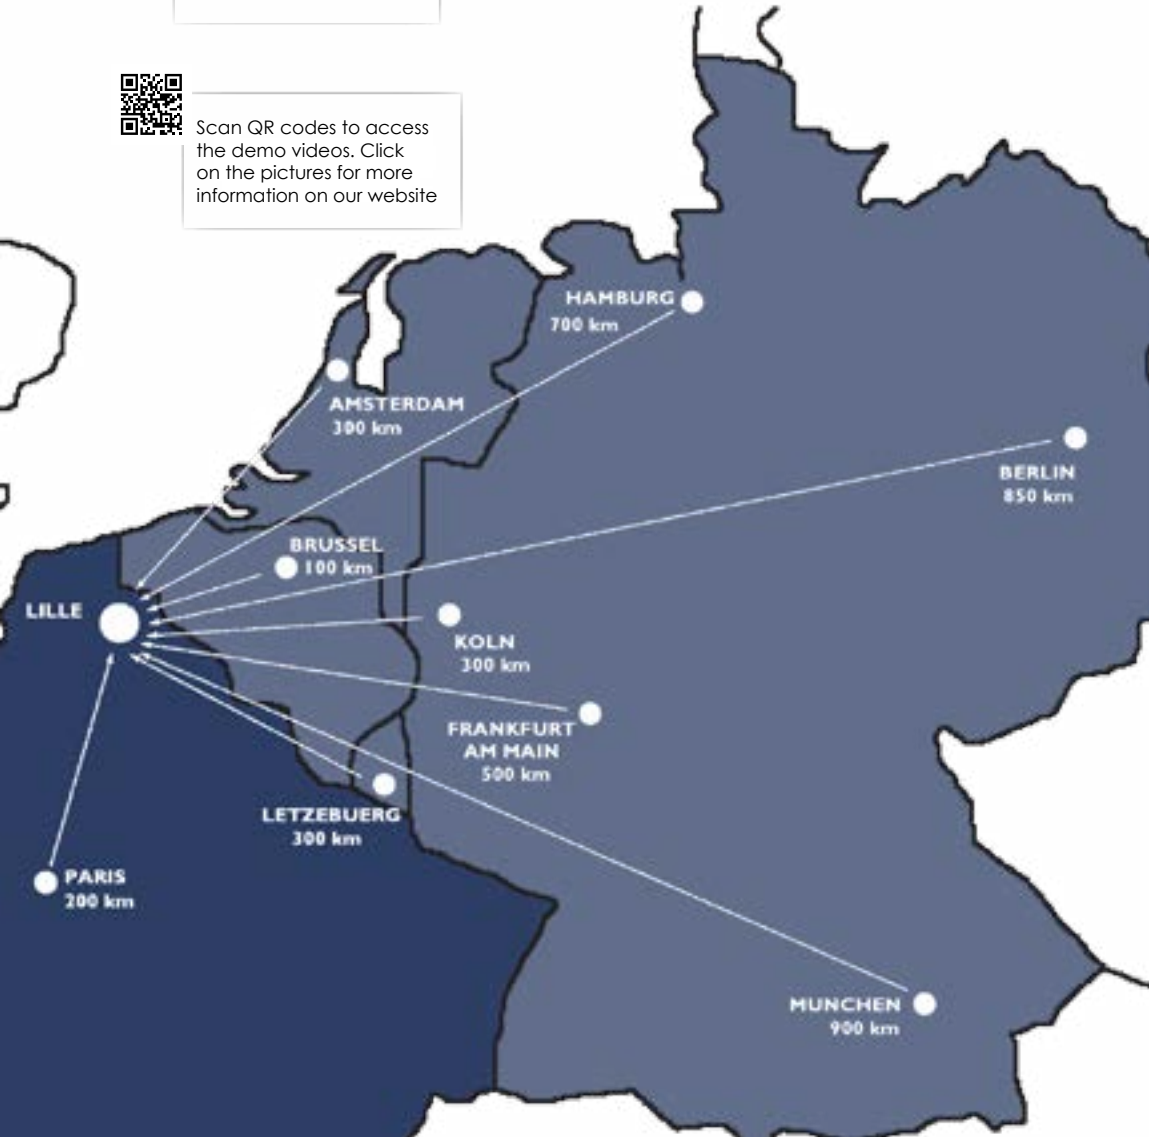 Scan QR codes to access
the demo videos. Click
on the pictures for more
information on our website
HAMBURG
700 km
AMSTERDAM
300 km
BERLIN
850 km
BRUSSEL
100 km
LILLE
KOLN
300 km
FRANKFURT
AM MAIN
500 km
LETZEBUERG
300 km
PARIS
200 km
MUNCHEN
900 km